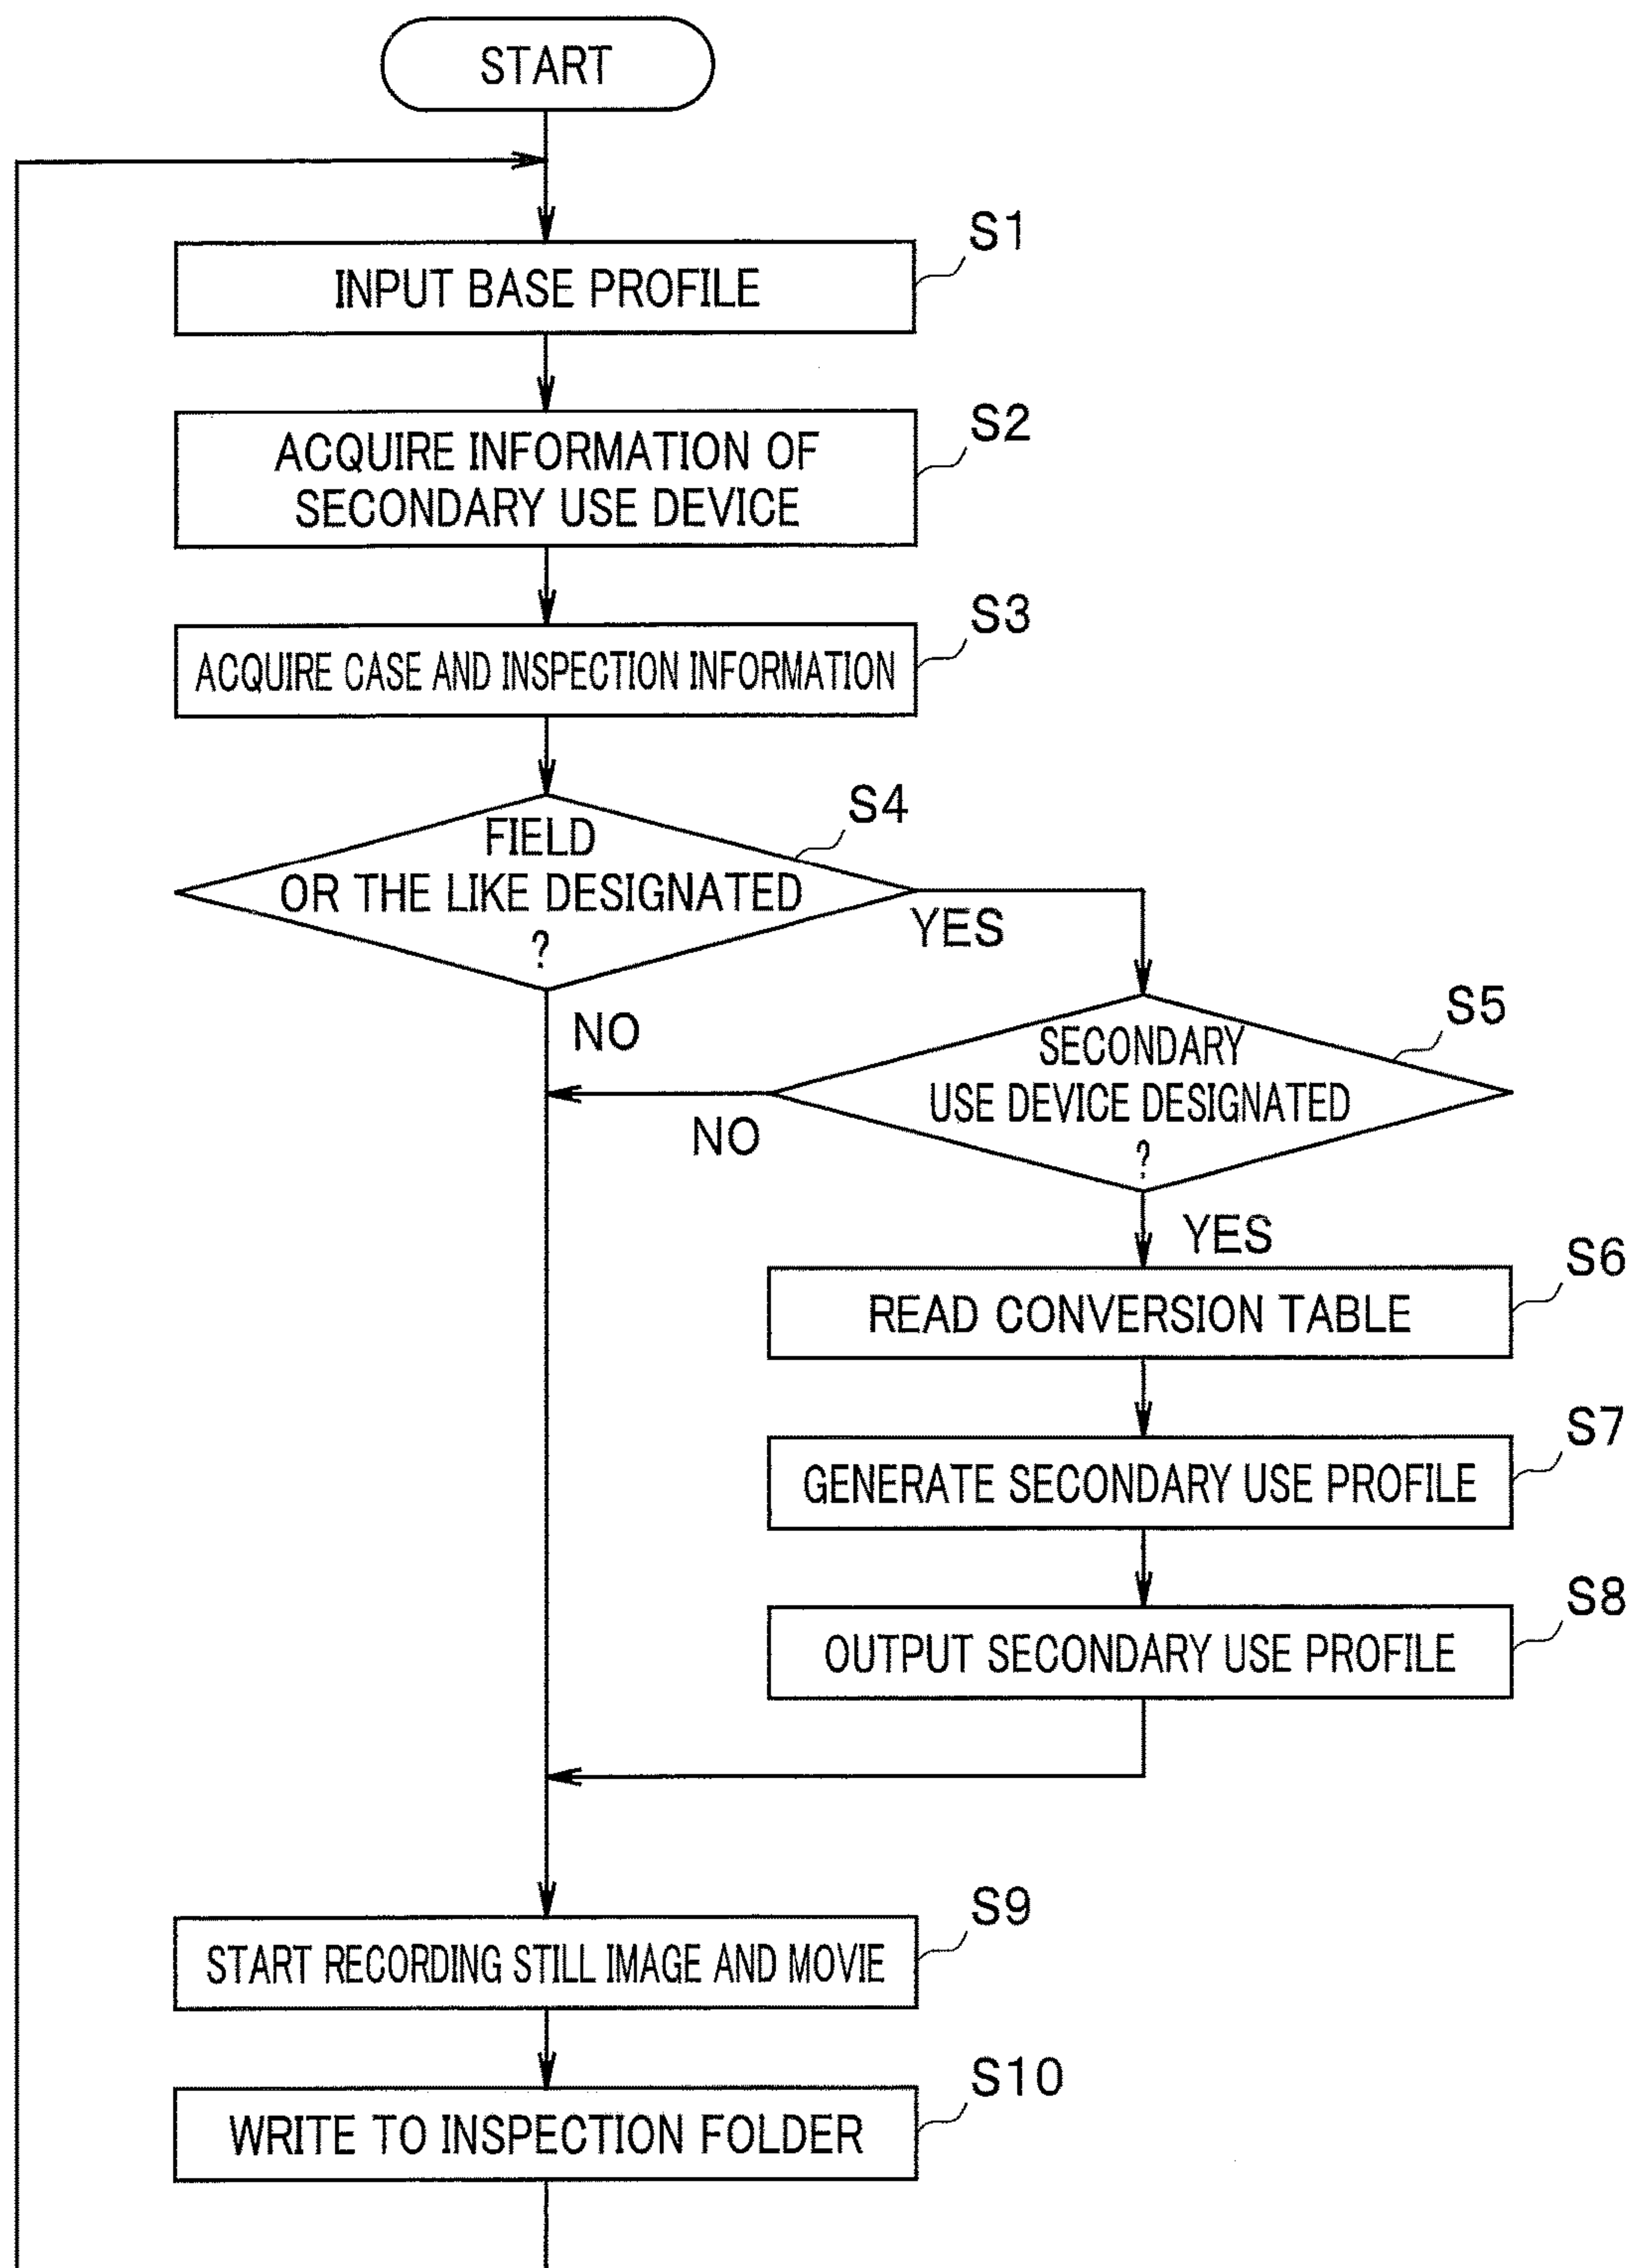 START
S1
INPUT BASE PROFILE
S2
ACQUIRE INFORMATION OF
SECONDARY USE DEVICE
S3
ACQUIRE CASE AND INSPECTION INFORMATION
S4
FIELD
OR THE LIKE DESIGNATED
?
YES
NO
S5
SECONDARY
USE DEVICE DESIGNATED
?
NO
YES
S6
READ CONVERSION TABLE
S7
GENERATE SECONDARY USE PROFILE
S8
OUTPUT SECONDARY USE PROFILE
S9
START RECORDING STILL IMAGE AND MOVIE
S10
WRITE TO INSPECTION FOLDER